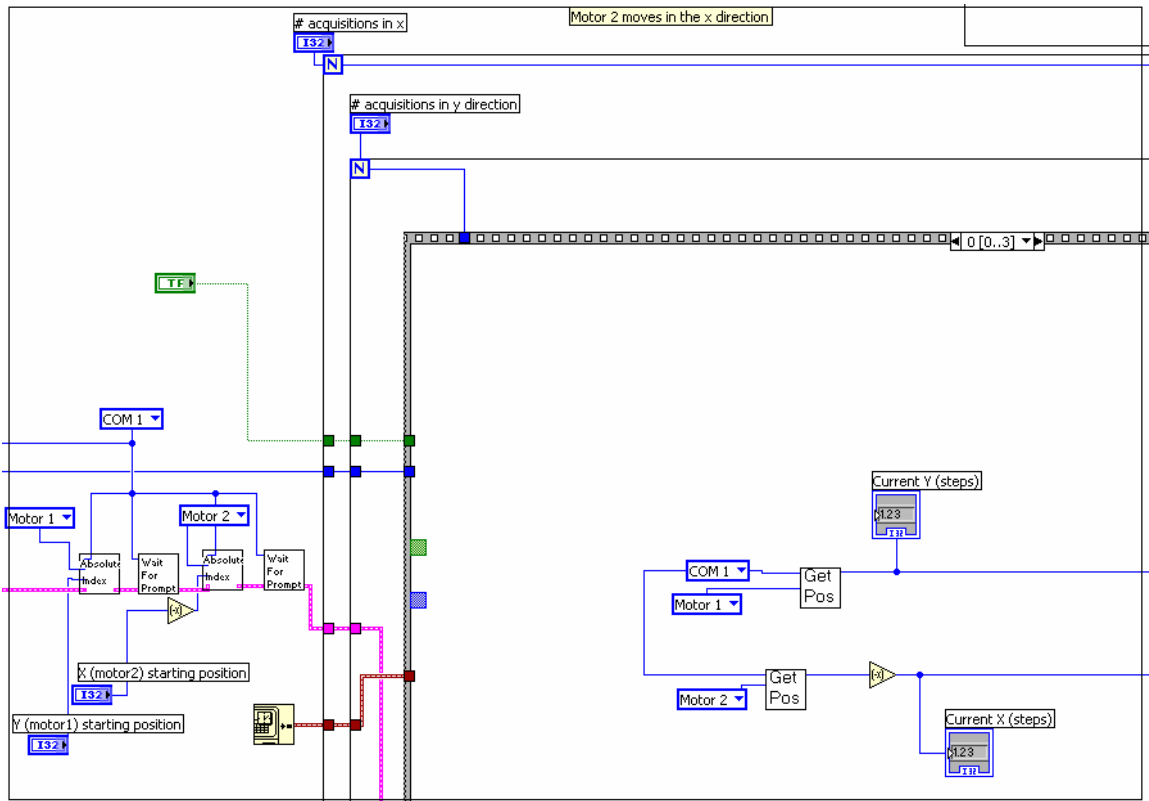 Motor 2 moves in the x direction
# acquisitions in x
I32
N
# acquisitions in y direction
I32
N
0 [0..3]
TF
COM 1
Motor 1
Motor 2
Absolute
Index
Wait
For
Prompt
Absolute
Index
Wait
For
Prompt
(-x)
X (motor2) starting position
I32
Y (motor1) starting position
I32
Current Y (steps)
1.23
I32
COM 1
Get
Pos
Motor 1
Get
Pos
(-x)
Motor 2
Current X (steps)
1.23
I32